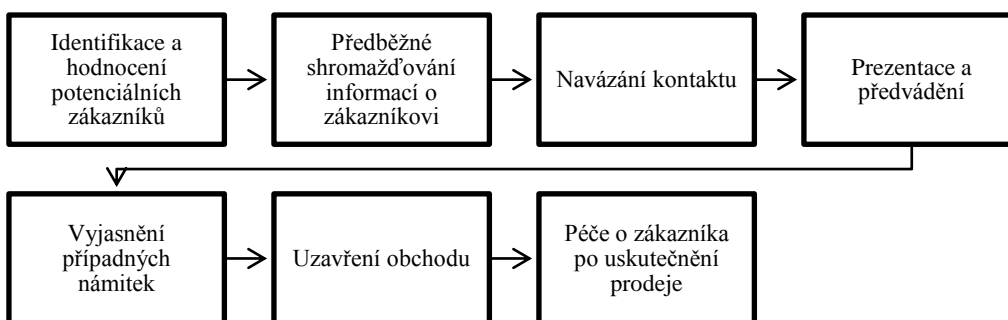 Identifikace a
hodnocení
potenciálních
zákazníků
Předběžné
shromažďování
informací o
zákazníkovi
Navázání kontaktu
Prezentace a
předvádění
Vyjasnění
případných
námitek
Uzavření obchodu
Péče o zákazníka
po uskutečnění
prodeje